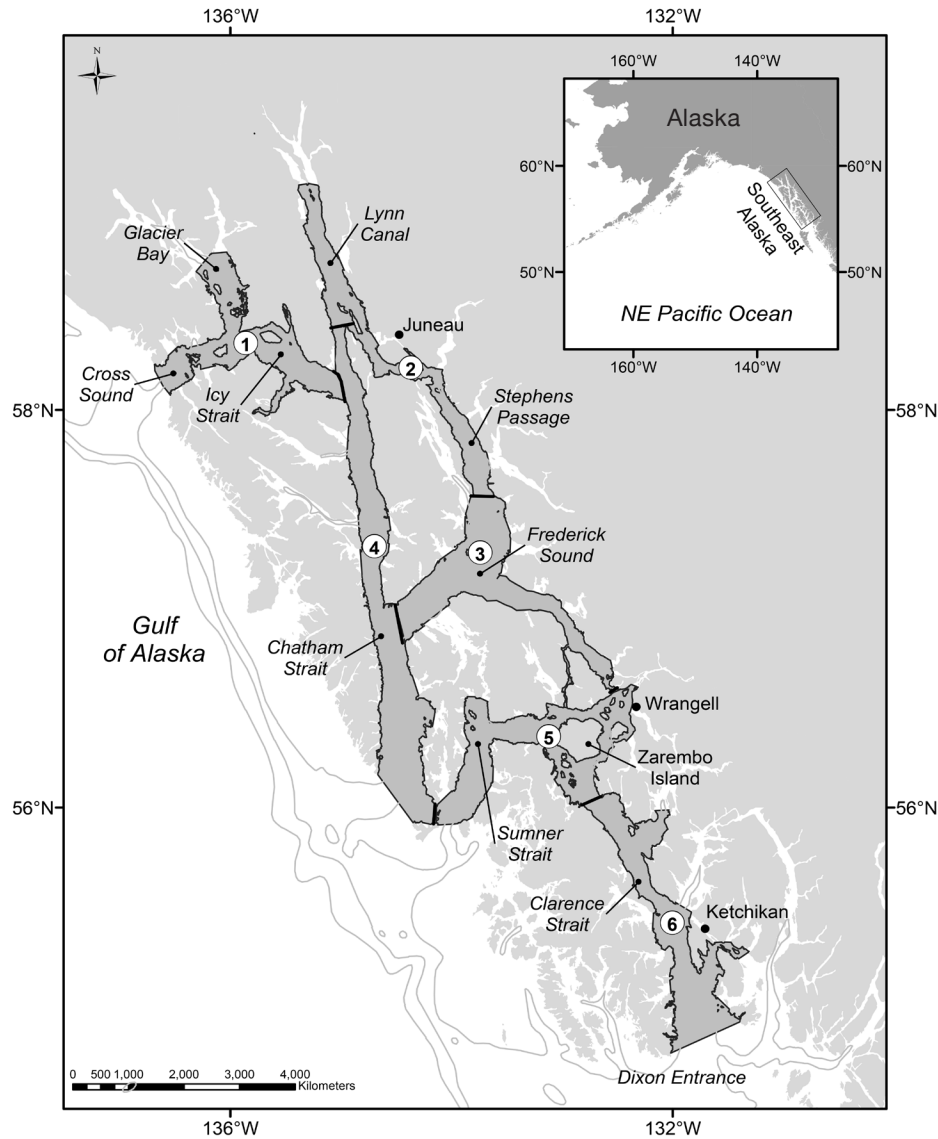 136°W 132°W
N
160°W 140°W
Alaska
60°N 60°N
Southeast
Alaska
50°N 50°N
NE Pacific Ocean
160°W 140°W
Lynn
Canal
Glacier
Bay
Juneau
1
2
Cross
Sound
Icy
Strait
58°N 58°N
Stephens
Passage
Frederick
Sound
4
3
Gulf
of Alaska
Chatham
Strait
Wrangell
5
Zarembo
Island
56°N 56°N
Sumner
Strait
Clarence
Strait
Ketchikan
6
Dixon Entrance
0 500 1,000 2,000 3,000 4,000
Kilometers
136°W 132°W